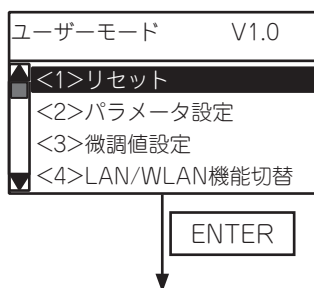 ユーザーモード V1.0
<1>リセット
<2>パラメータ設定
<3>微調値設定
<4>LAN/WLAN機能切替
ENTER